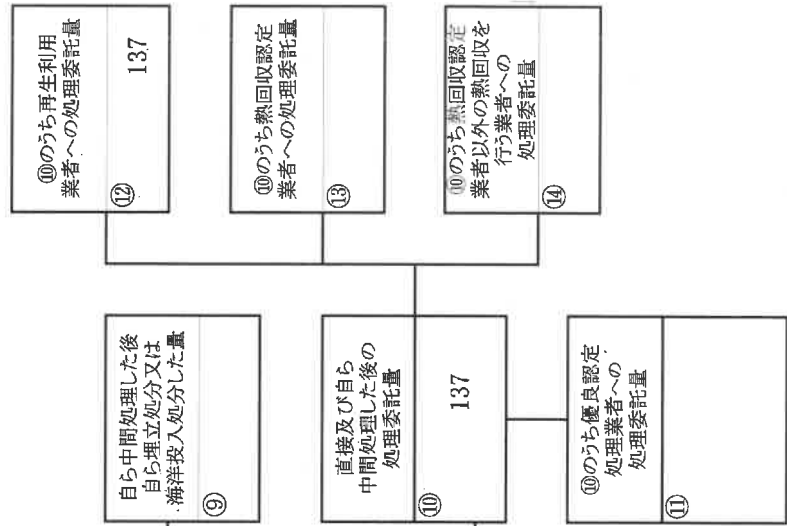 自ら中間処理した後
自ら埋立処分又は
海洋投入処分した量
⑨
直接及び自ら
中間処理した後の
処理委託量
⑩
137
⑩のうち優良認定
処理業者への
処理委託量
⑪
⑩のうち再生利用
業者への処理委託量
⑫
137
⑩のうち熱回収認定
業者への処理委託量
⑬
⑩のうち熱回収認定
業者以外の熱回収を
行う業者への
処理委託量
⑭